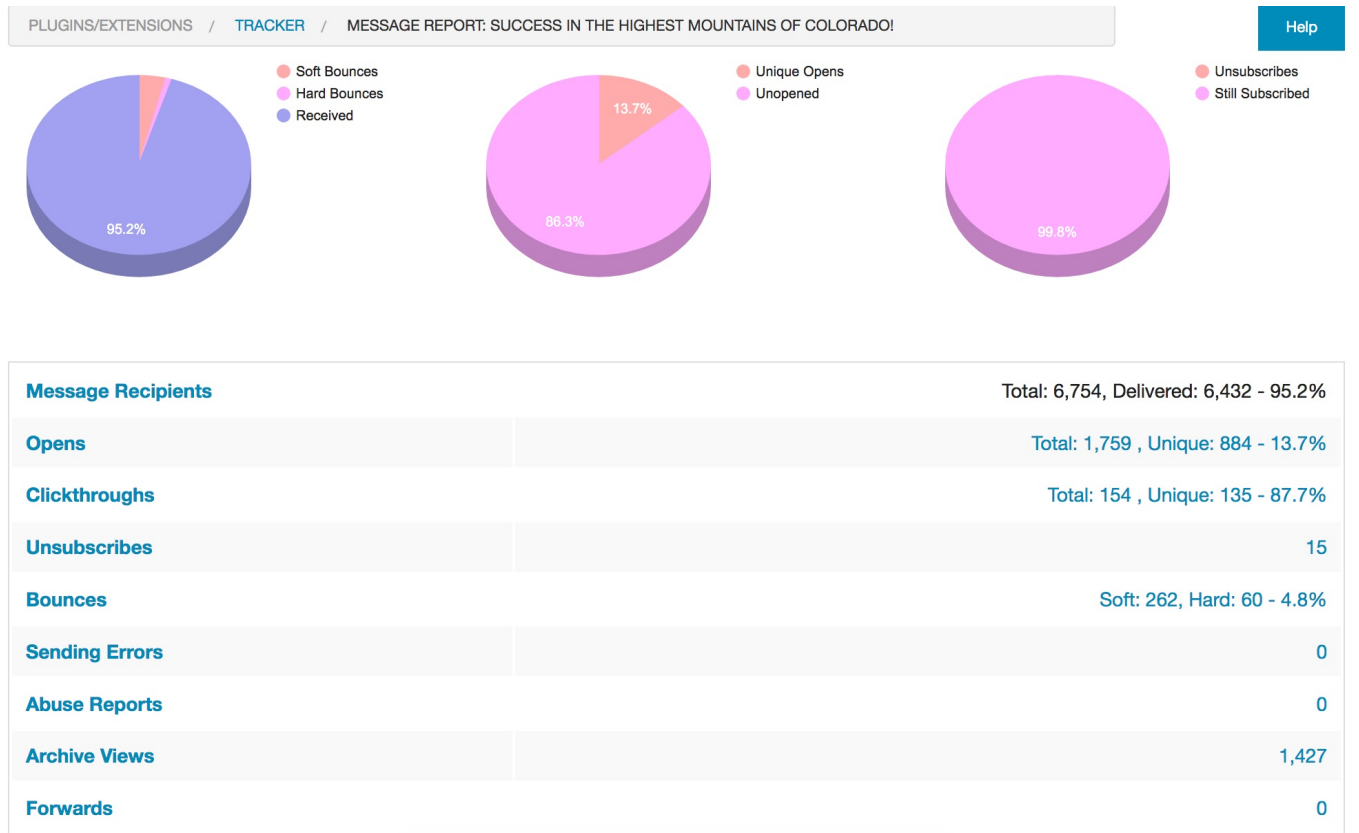 PLUGINS/EXTENSIONS / TRACKER / MESSAGE REPORT: SUCCESS IN THE HIGHEST MOUNTAINS OF COLORADO!
Help
Soft Bounces
Hard Bounces
Received
95.2%
Unique Opens
Unopened
13.7%
86.3%
Unsubscribes
Still Subscribed
99.8%
Message Recipients Total: 6,754, Delivered: 6,432 - 95.2%
Opens Total: 1,759 , Unique: 884 - 13.7%
Clickthroughs Total: 154 , Unique: 135 - 87.7%
Unsubscribes 15
Bounces Soft: 262, Hard: 60 - 4.8%
Sending Errors 0
Abuse Reports 0
Archive Views 1,427
Forwards 0